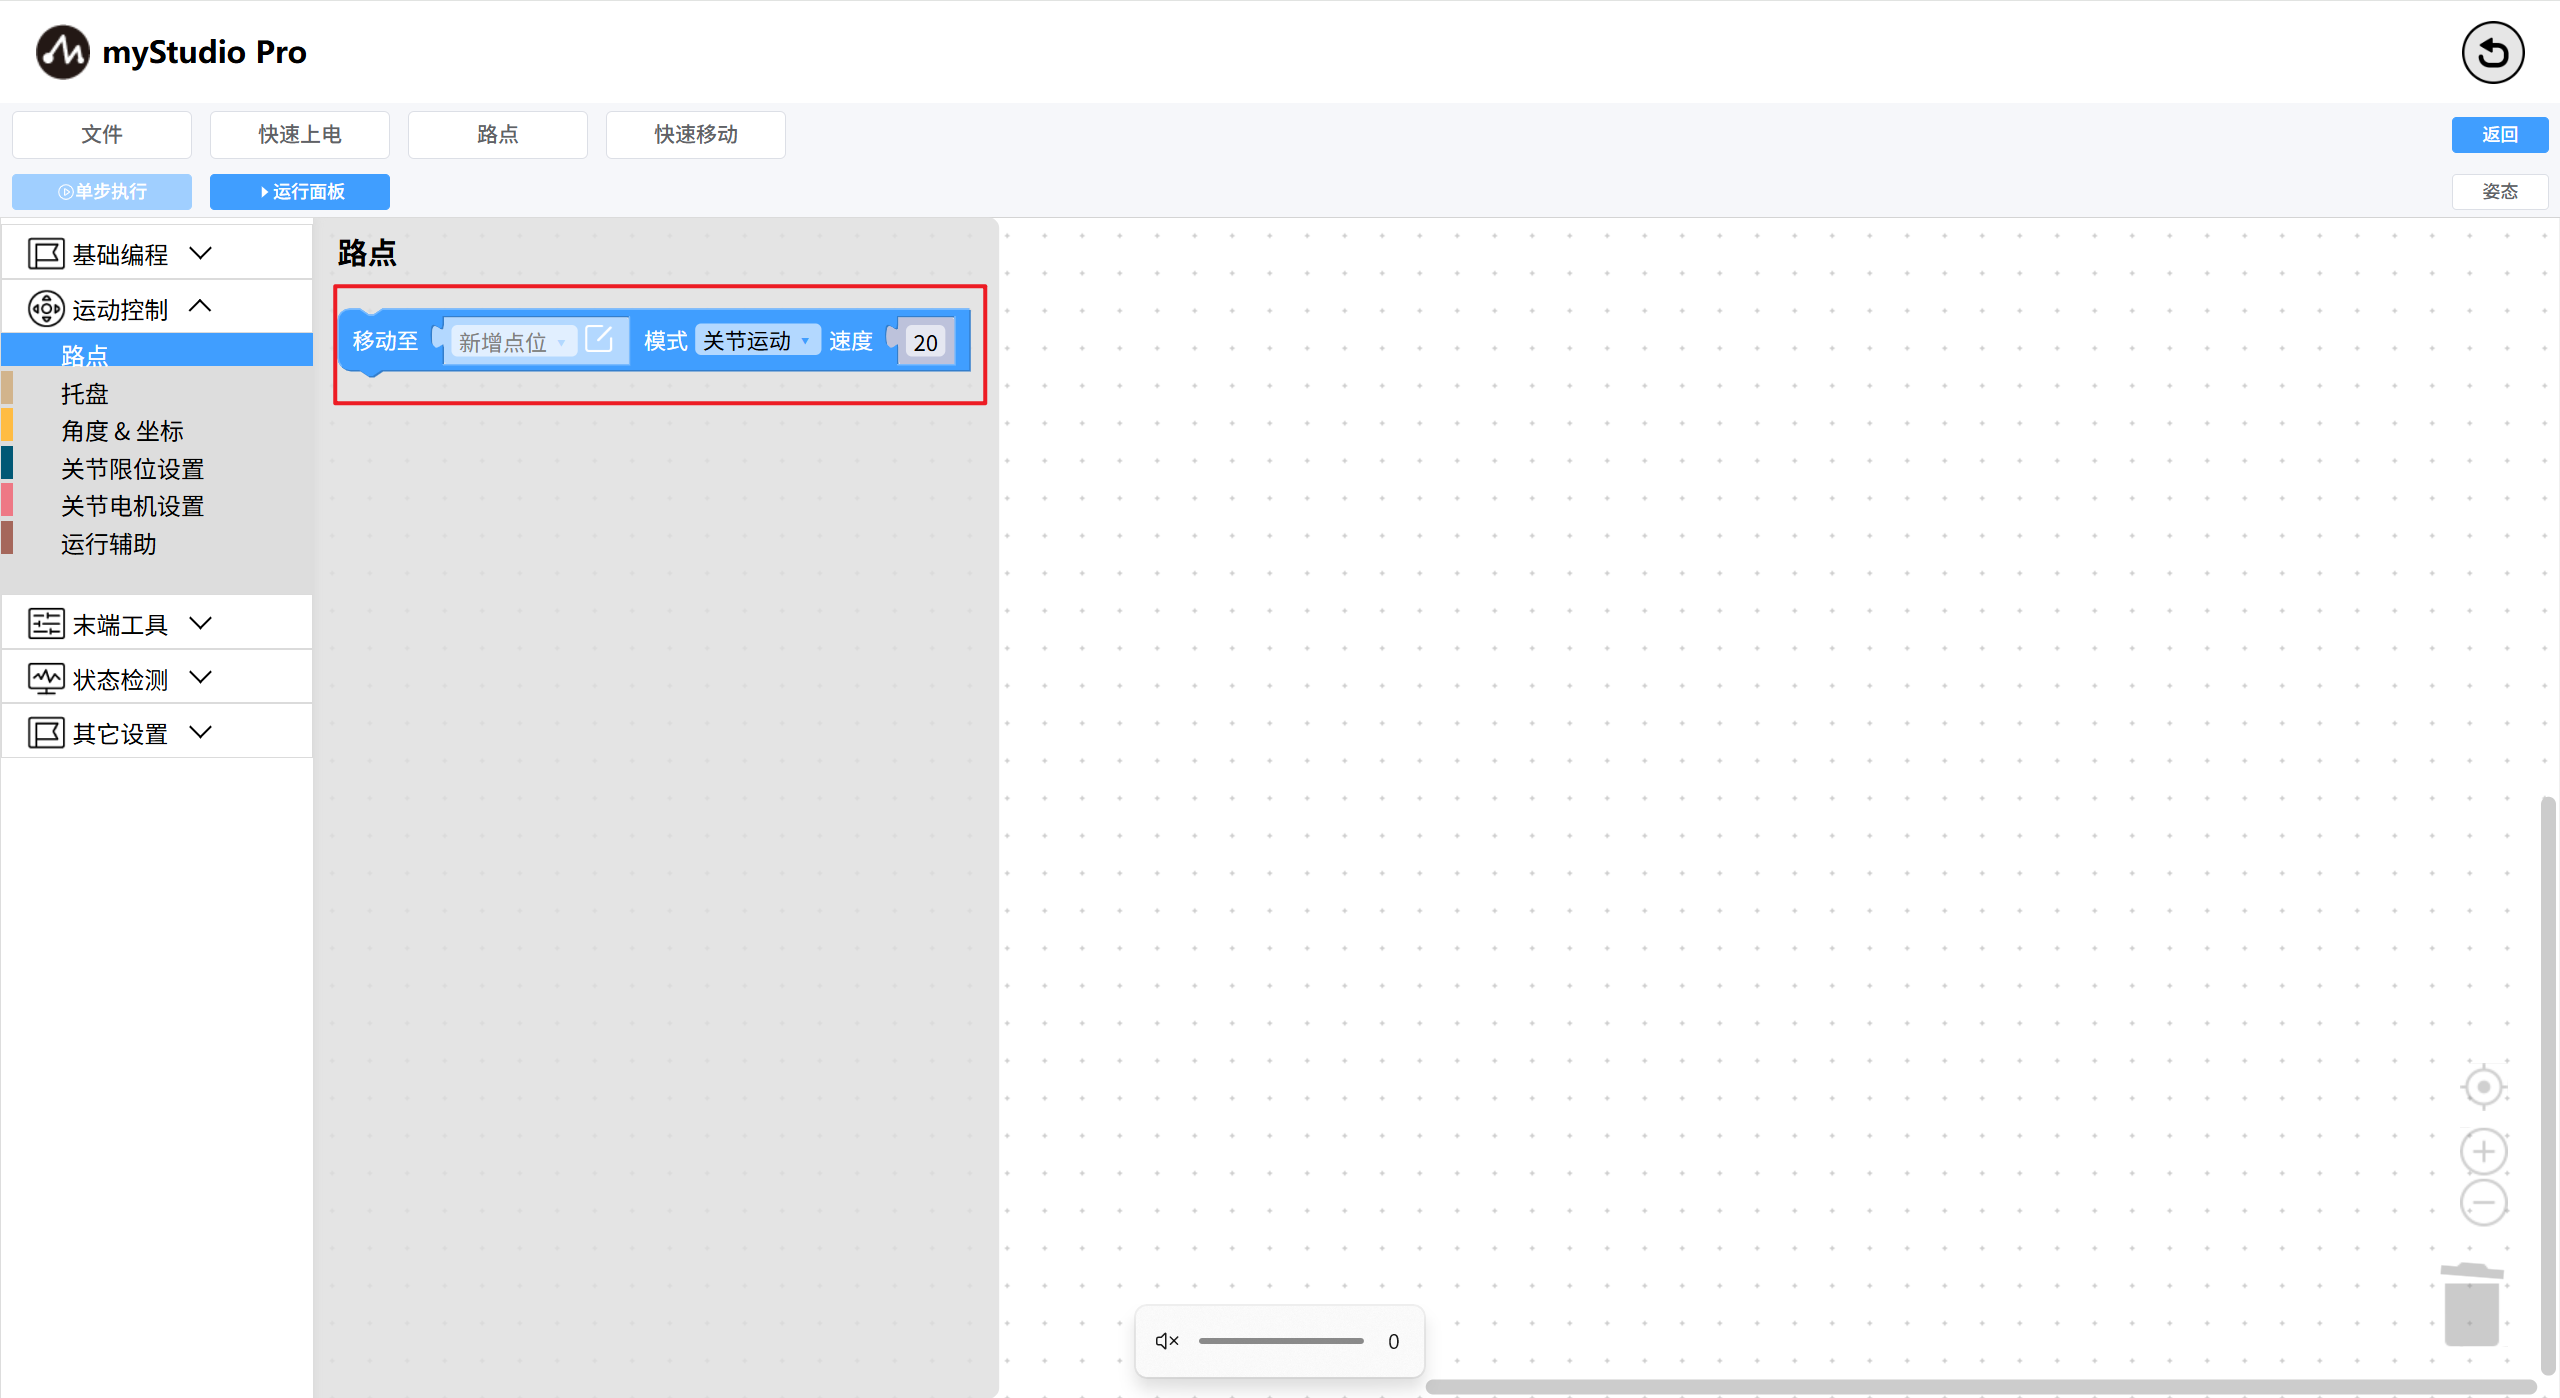 myStudio Pro
文件 快速上电 路点 快速移动 返回
单步执行 运行面板 姿态
基础编程
运动控制
路点
托盘
角度 & 坐标
关节限位设置
关节电机设置
运行辅助
末端工具
状态检测
其它设置
路点
移动至 新增点位 模式 关节运动 速度 20
0